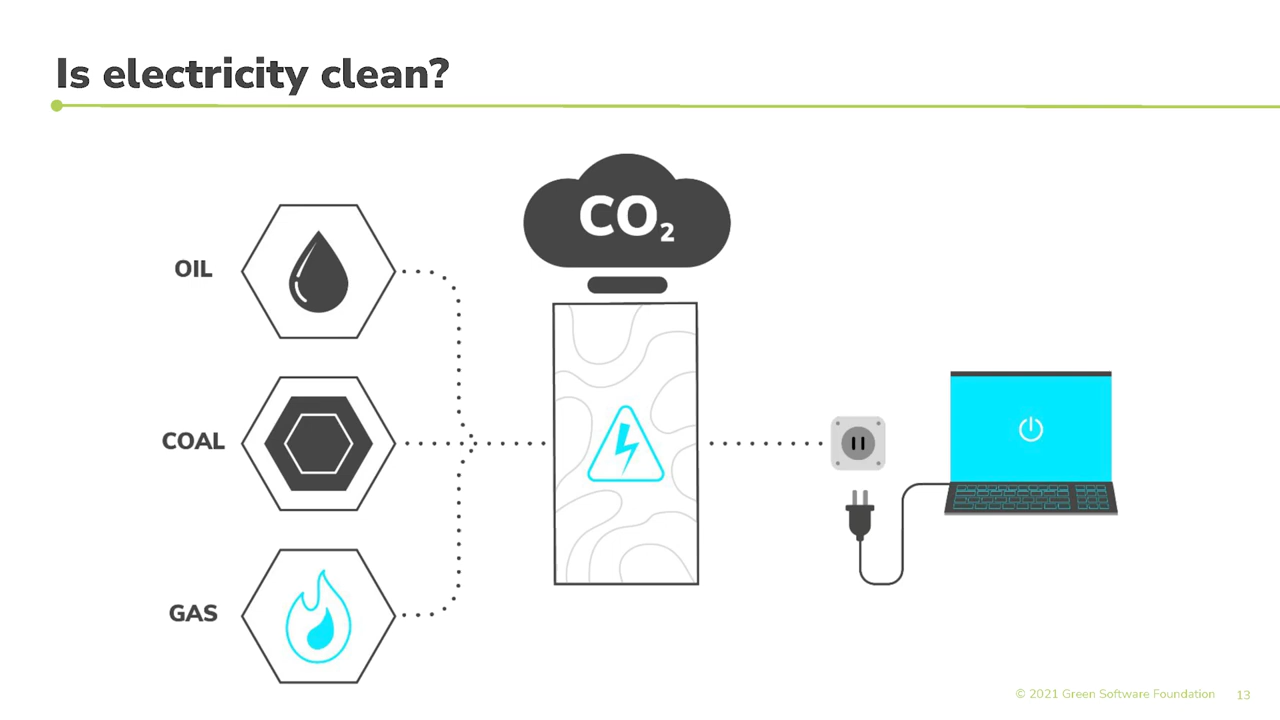 Is electricity clean?
CO₂
OIL
COAL
GAS
© 2021 Green Software Foundation 13